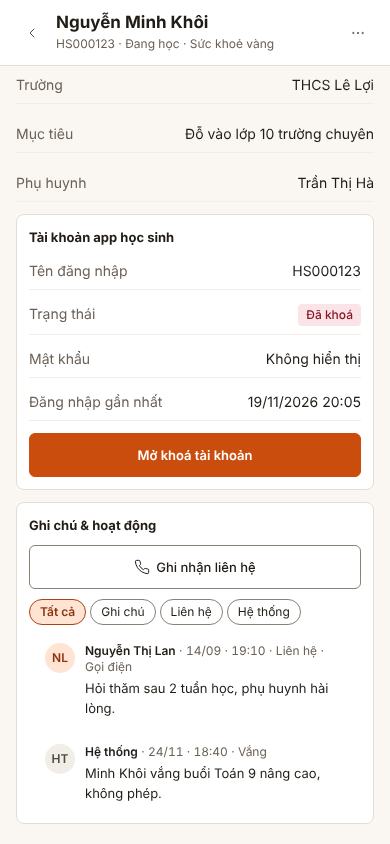 Nguyễn Minh Khôi
HS000123 · Đang học · Sức khoẻ vàng
Trường THCS Lê Lợi
Mục tiêu Đỗ vào lớp 10 trường chuyên
Phụ huynh Trần Thị Hà
Tài khoản app học sinh
Tên đăng nhập HS000123
Trạng thái Đã khoá
Mật khẩu Không hiển thị
Đăng nhập gần nhất 19/11/2026 20:05
Mở khoá tài khoản
Ghi chú & hoạt động
Ghi nhận liên hệ
Tất cả Ghi chú Liên hệ Hệ thống
NL Nguyễn Thị Lan · 14/09 · 19:10 · Liên hệ ·
Gọi điện
Hỏi thăm sau 2 tuần học, phụ huynh hài
lòng.
HT Hệ thống · 24/11 · 18:40 · Vắng
Minh Khôi vắng buổi Toán 9 nâng cao,
không phép.